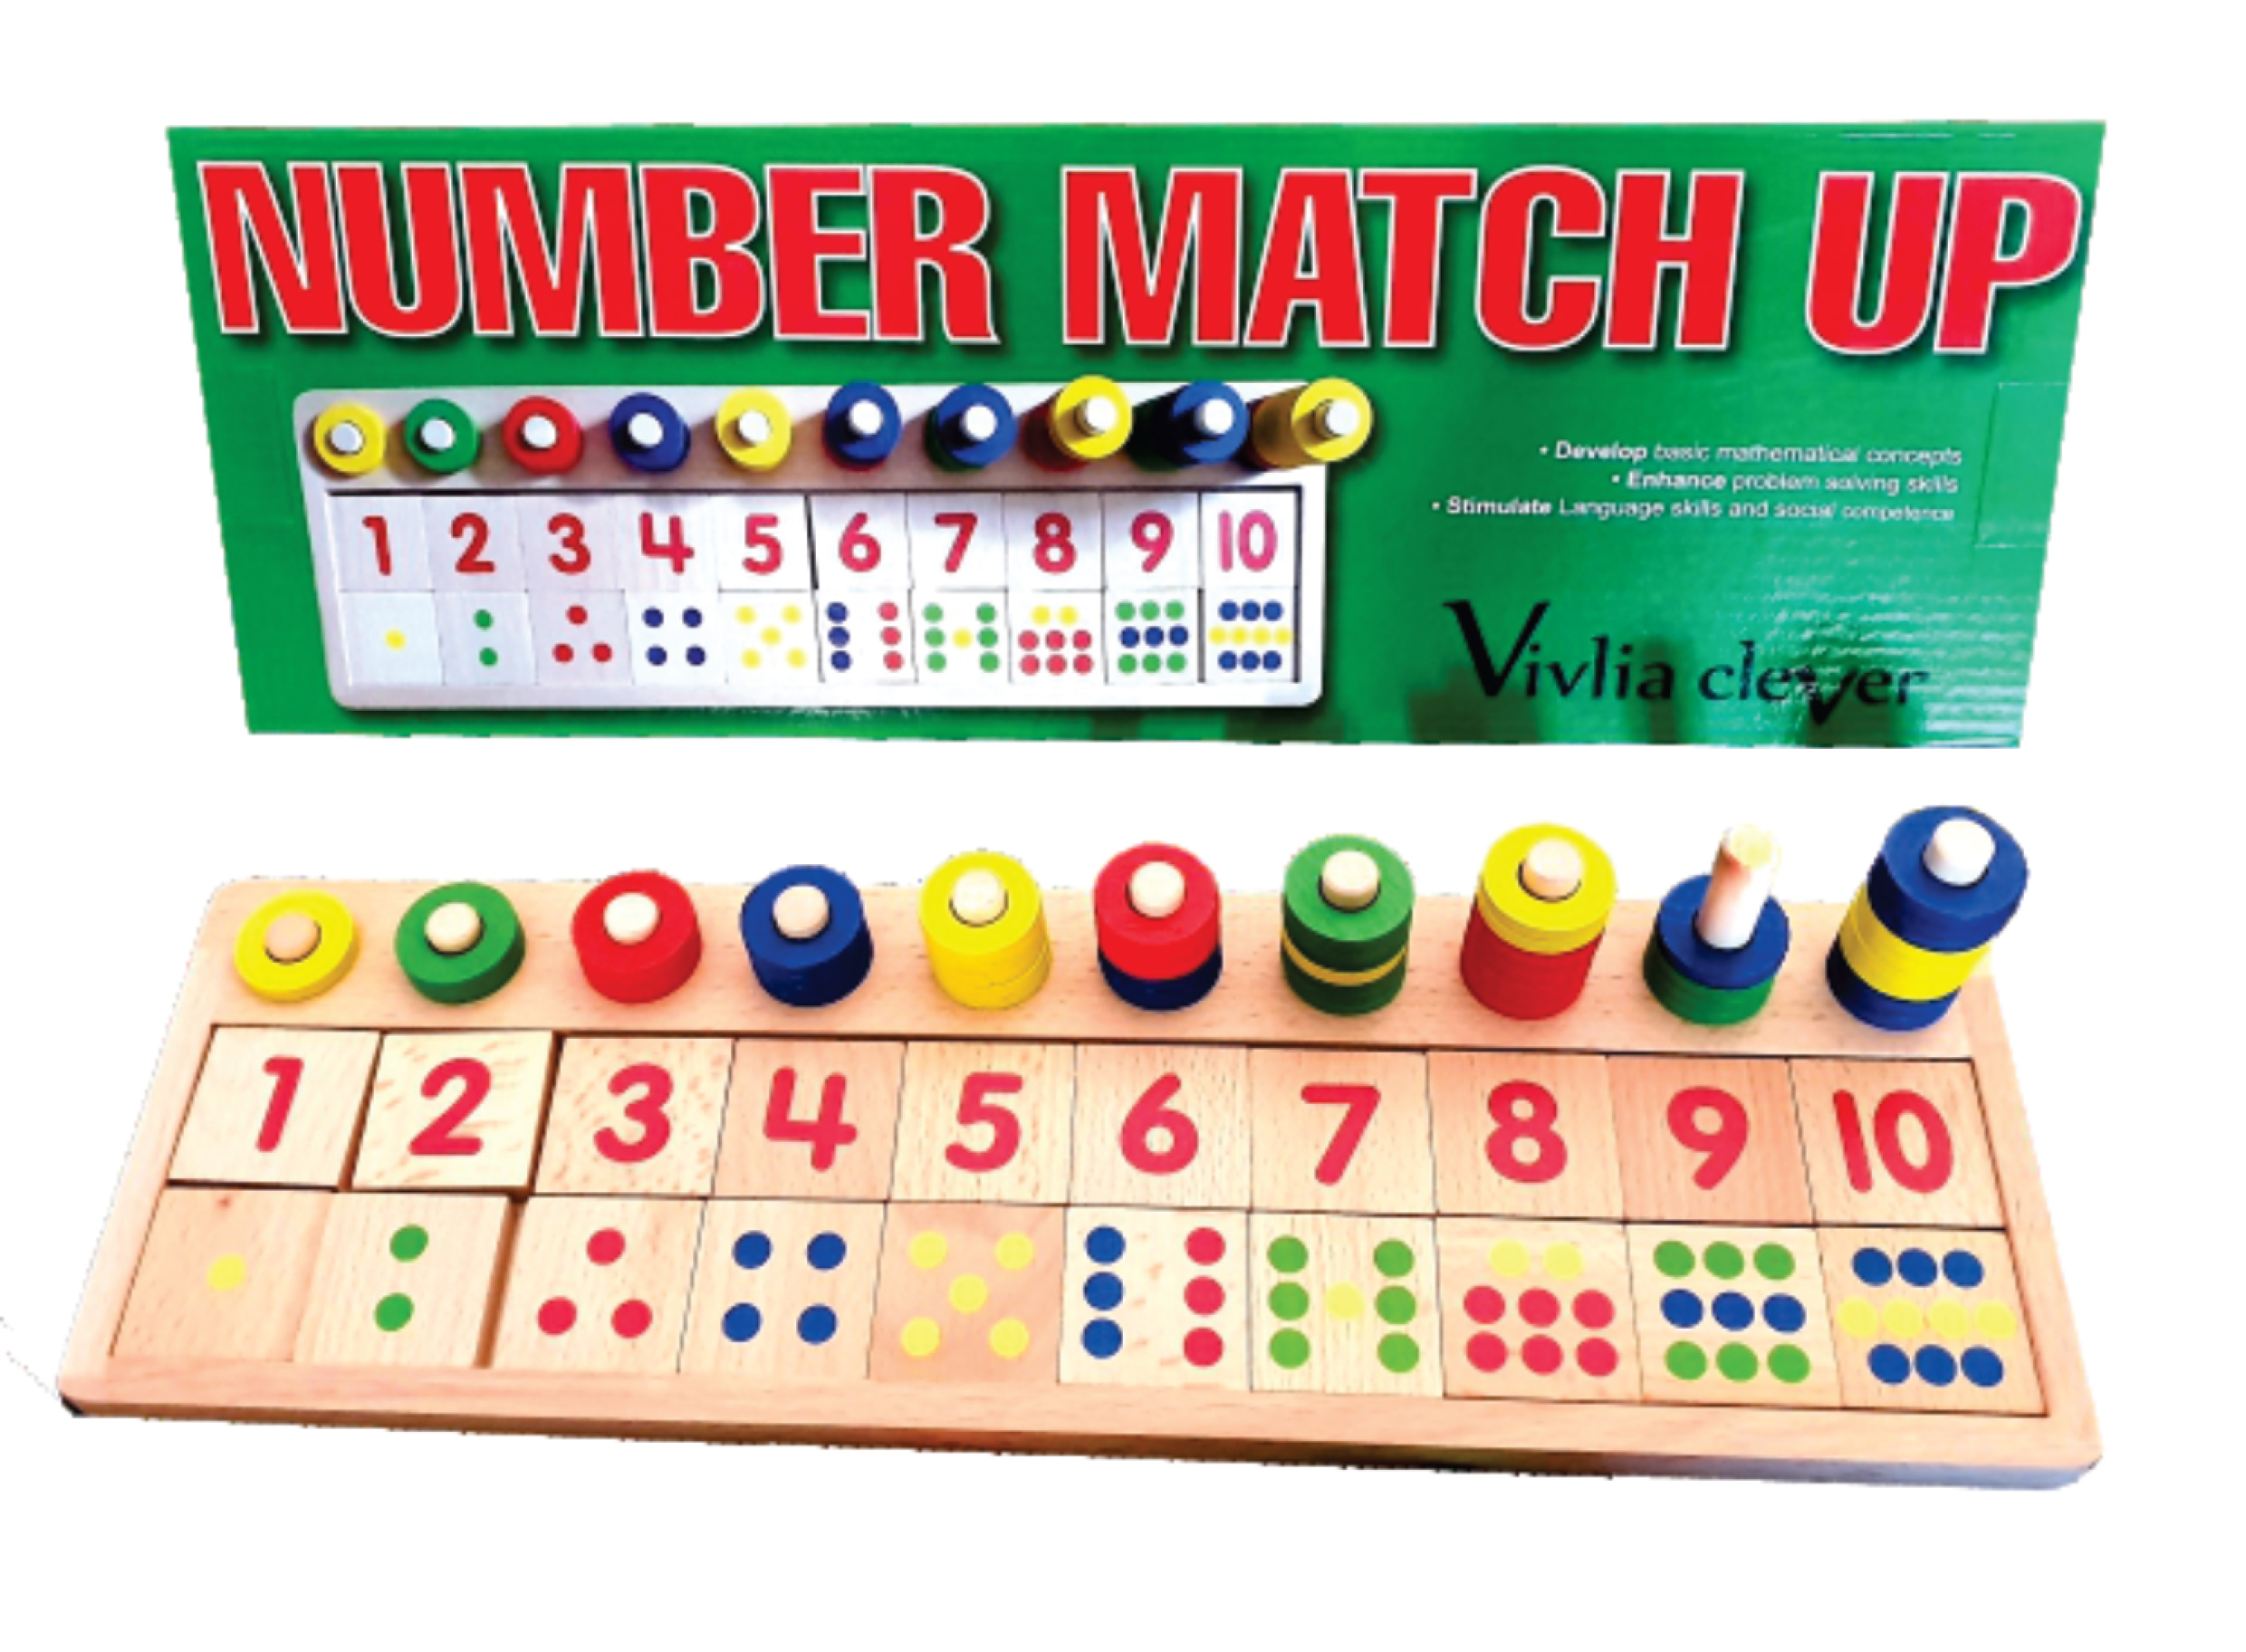 NUMBER MATCH UP
• Develop basic mathematical concepts
• Enhance problem solving skills
• Stimulate Language skills and social competence
1 2 3 4 5 6 7 8 9 10
Vivlia clever
1 2 3 4 5 6 7 8 9 10